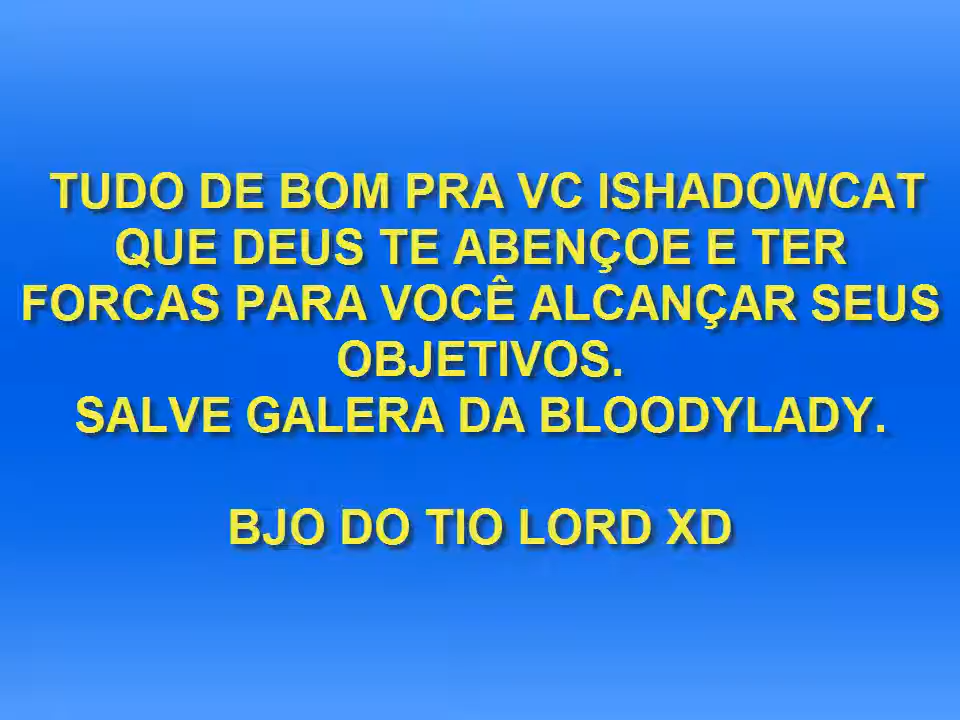 TUDO DE BOM PRA VC ISHADOWCAT
QUE DEUS TE ABENÇOE E TER
FORCAS PARA VOCÊ ALCANÇAR SEUS
OBJETIVOS.
SALVE GALERA DA BLOODYLADY.
BJO DO TIO LORD XD